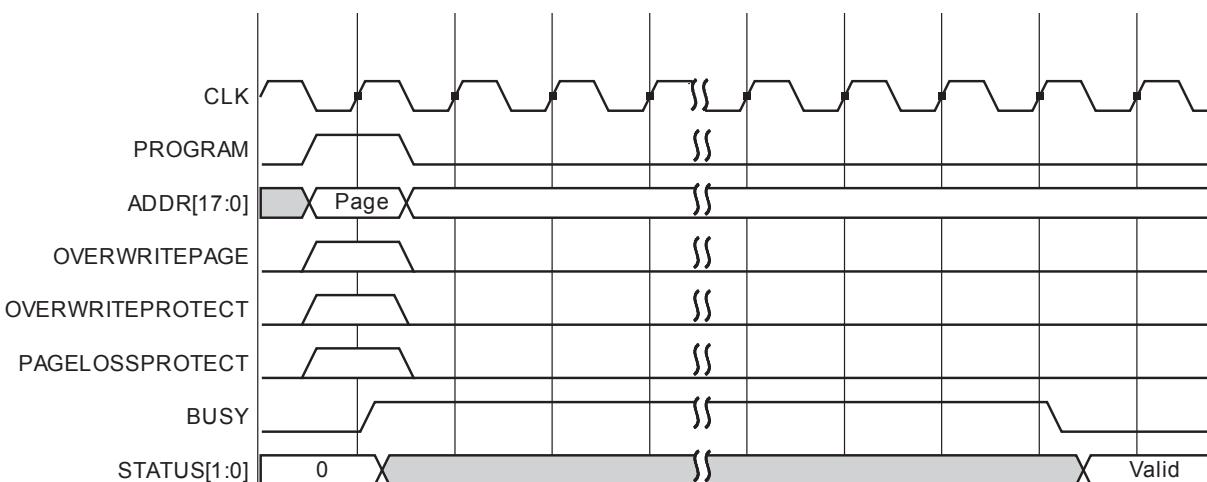 CLK
PROGRAM
ADDR[17:0] Page
OVERWRITEPAGE
OVERWRITEPROTECT
PAGELOSSPROTECT
BUSY
STATUS[1:0] 0 Valid